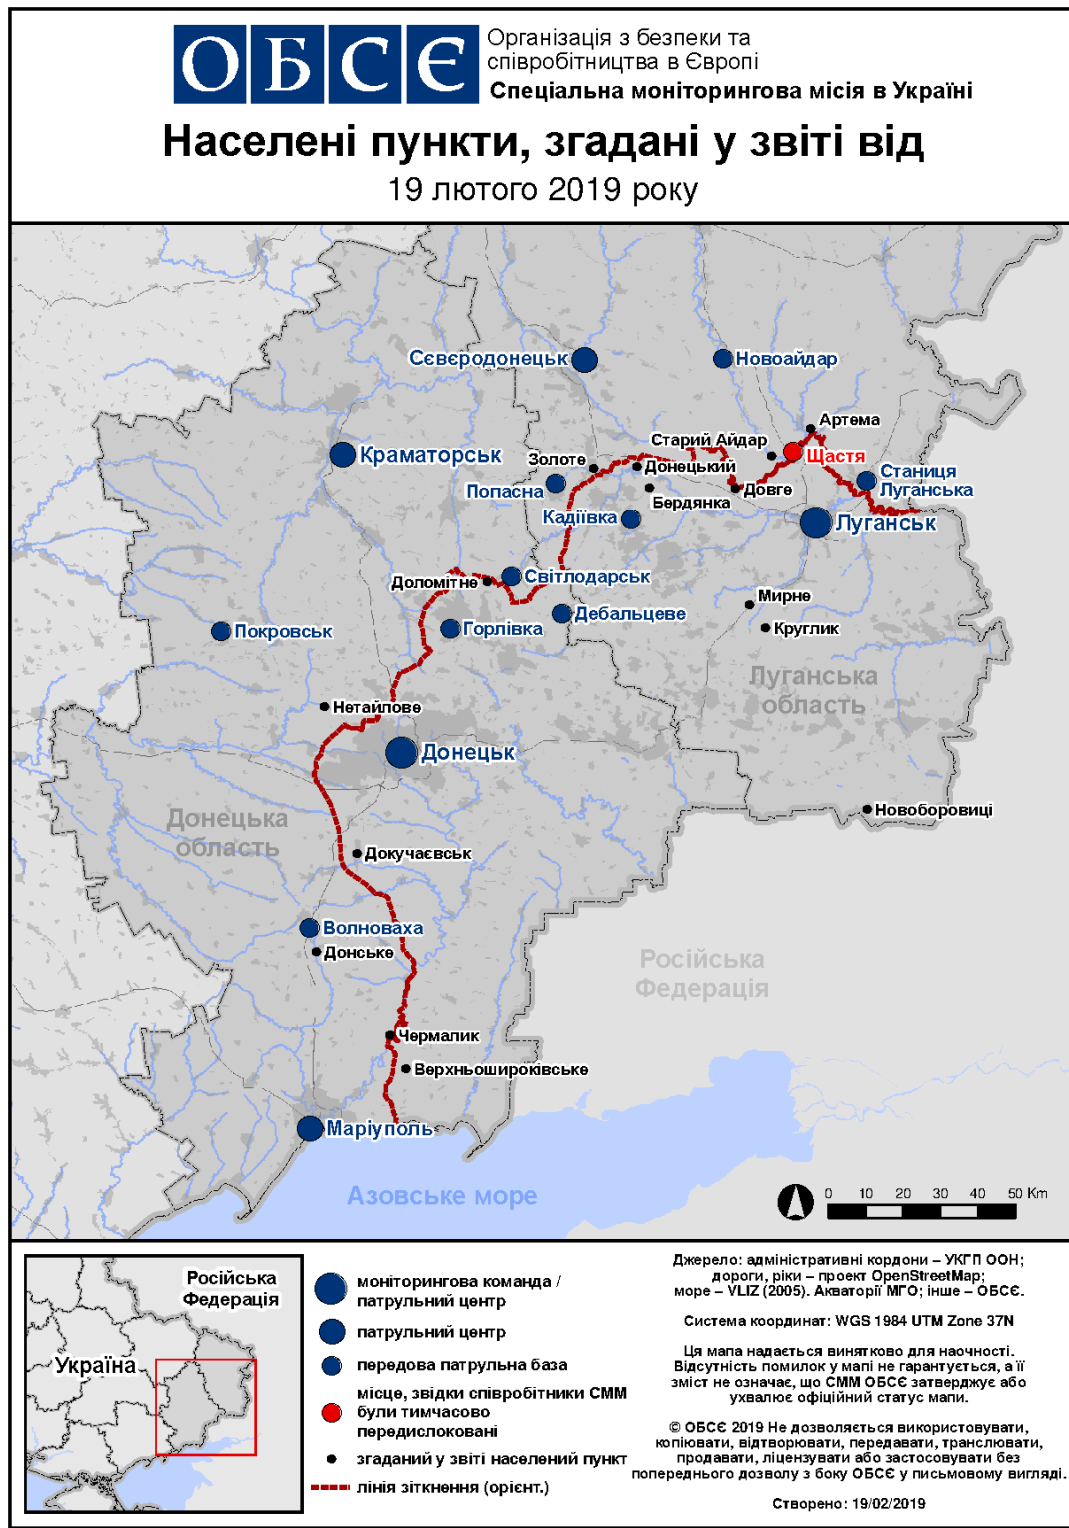 ОБСЄ
Організація з безпеки та
співробітництва в Європі
Спеціальна моніторингова місія в Україні
Населені пункти, згадані у звіті від
19 лютого 2019 року
Сєвєродонецьк
Новоайдар
Артема
Старий Айдар
Щастя
Краматорськ
Золоте
Донецький
Станиця
Луганська
Попасна
Бердянка
Довге
Кадіївка
Луганськ
Доломітне
Світлодарськ
Мирне
Дебальцеве
Покровськ
Горлівка
Круглик
Луганська
область
Нетайлове
Донецьк
Новоборовиці
Донецька
область
Докучаєвськ
Волноваха
Донське
Російська
Федерація
Чермалик
Верхньошироківське
Маріуполь
Азовське море
0 10 20 30 40 50 Km
Російська
Федерація
Україна
моніторингова команда /
патрульний центр
патрульний центр
передова патрульна база
місце, звідки співробітники СММ
були тимчасово
передислоковані
згаданий у звіті населений пункт
лінія зіткнення (орієнт.)
Джерело: адміністративні кордони – УКГП ООН;
дороги, ріки – проект OpenStreetMap;
море – VLIZ (2005). Акваторії МГО; інше – ОБСЄ.
Система координат: WGS 1984 UTM Zone 37N
Ця мапа надається винятково для наочності.
Відсутність помилок у мапі не гарантується, а її
зміст не означає, що СММ ОБСЄ затверджує або
ухвалює офіційний статус мапи.
© ОБСЄ 2019 Не дозволяється використовувати,
копіювати, відтворювати, передавати, транслювати,
продавати, ліцензувати або застосовувати без
попереднього дозволу з боку ОБСЄ у письмовому вигляді.
Створено: 19/02/2019